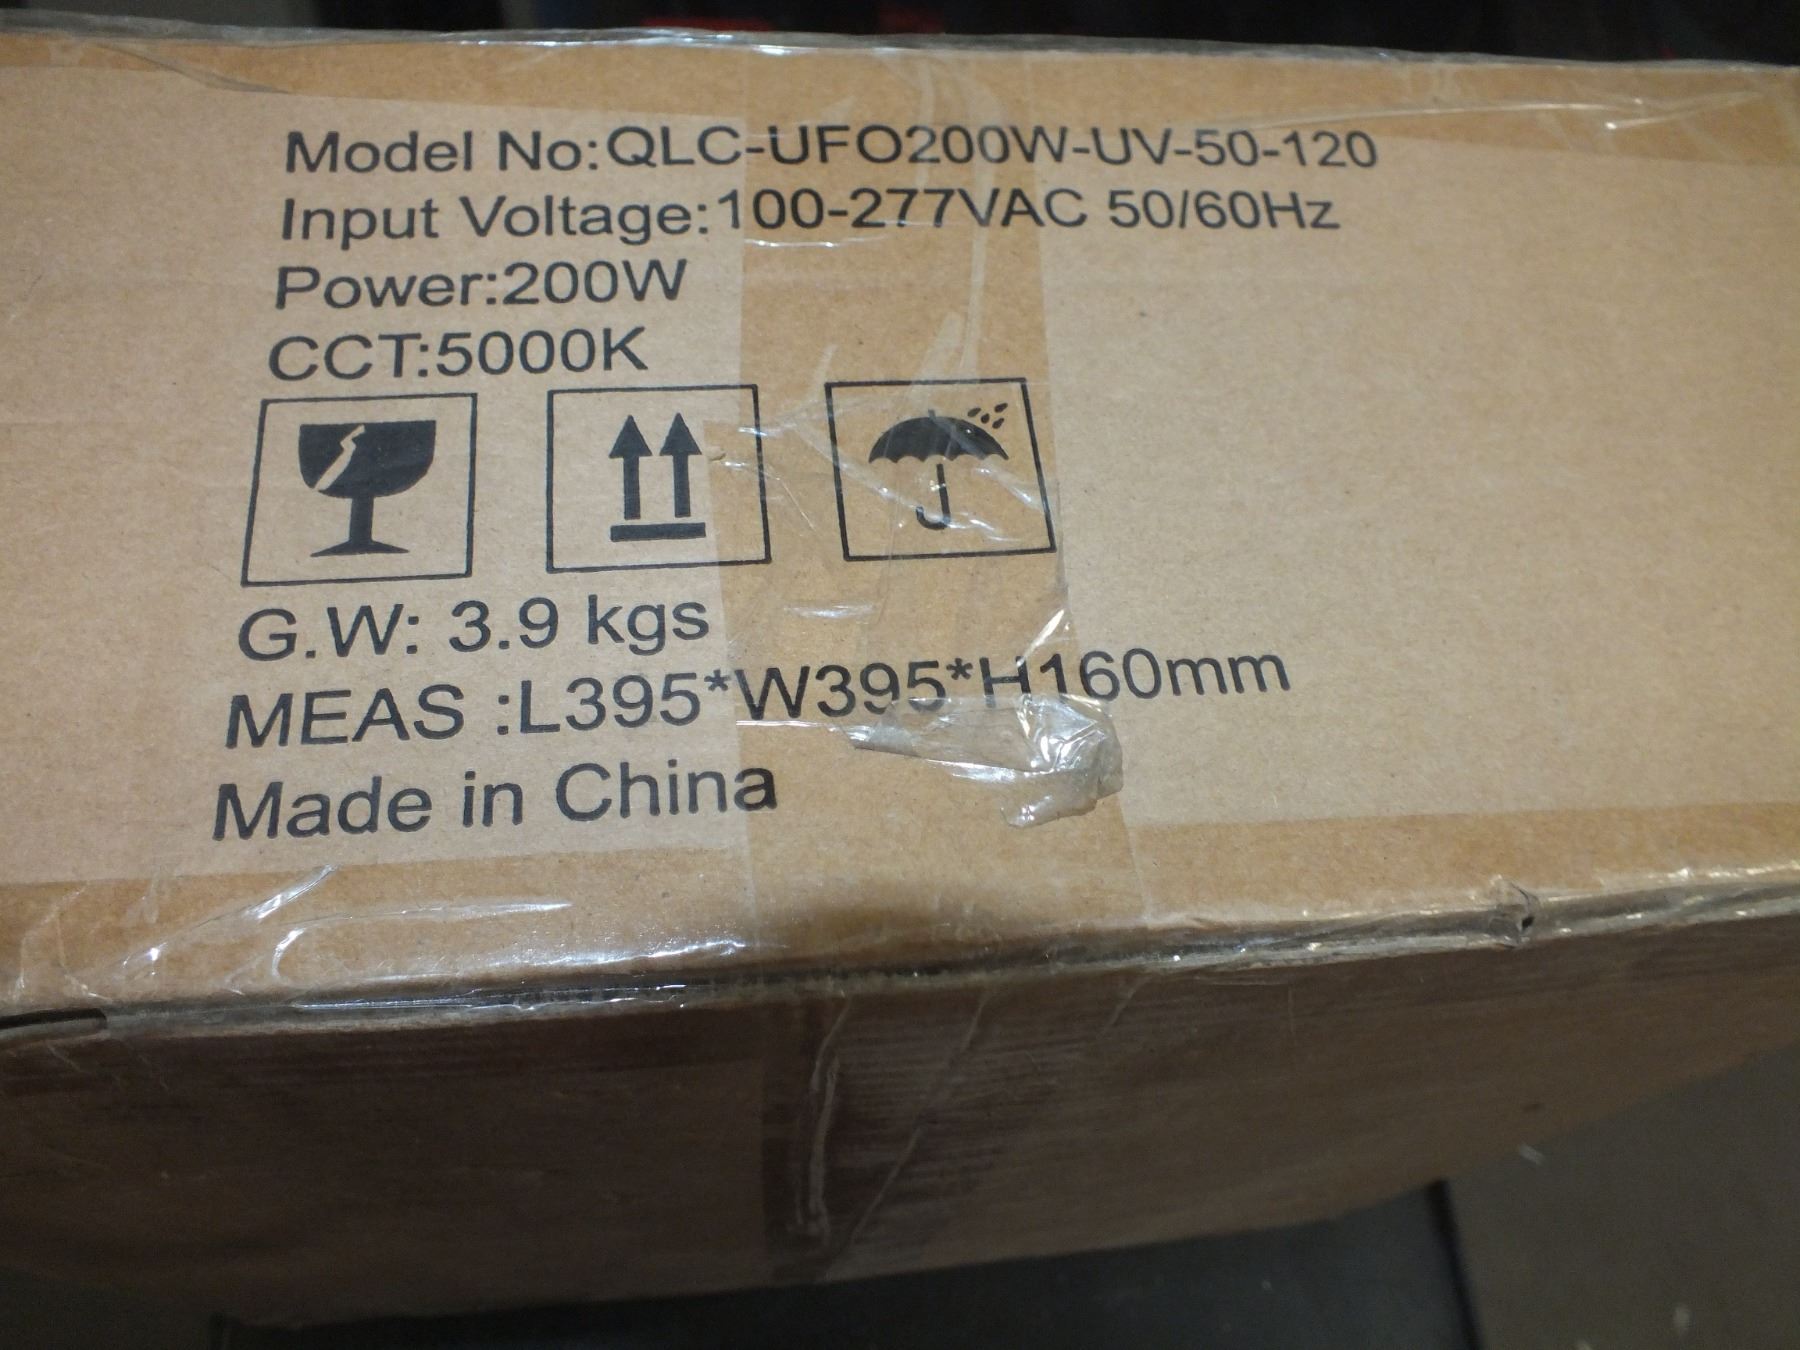 Model No:QLC-UFO200W-UV-50-120
Input Voltage:100-277VAC 50/60Hz
Power:200W
CCT:5000K
G.W: 3.9 kgs
MEAS :L395*W395*H160mm
Made in China